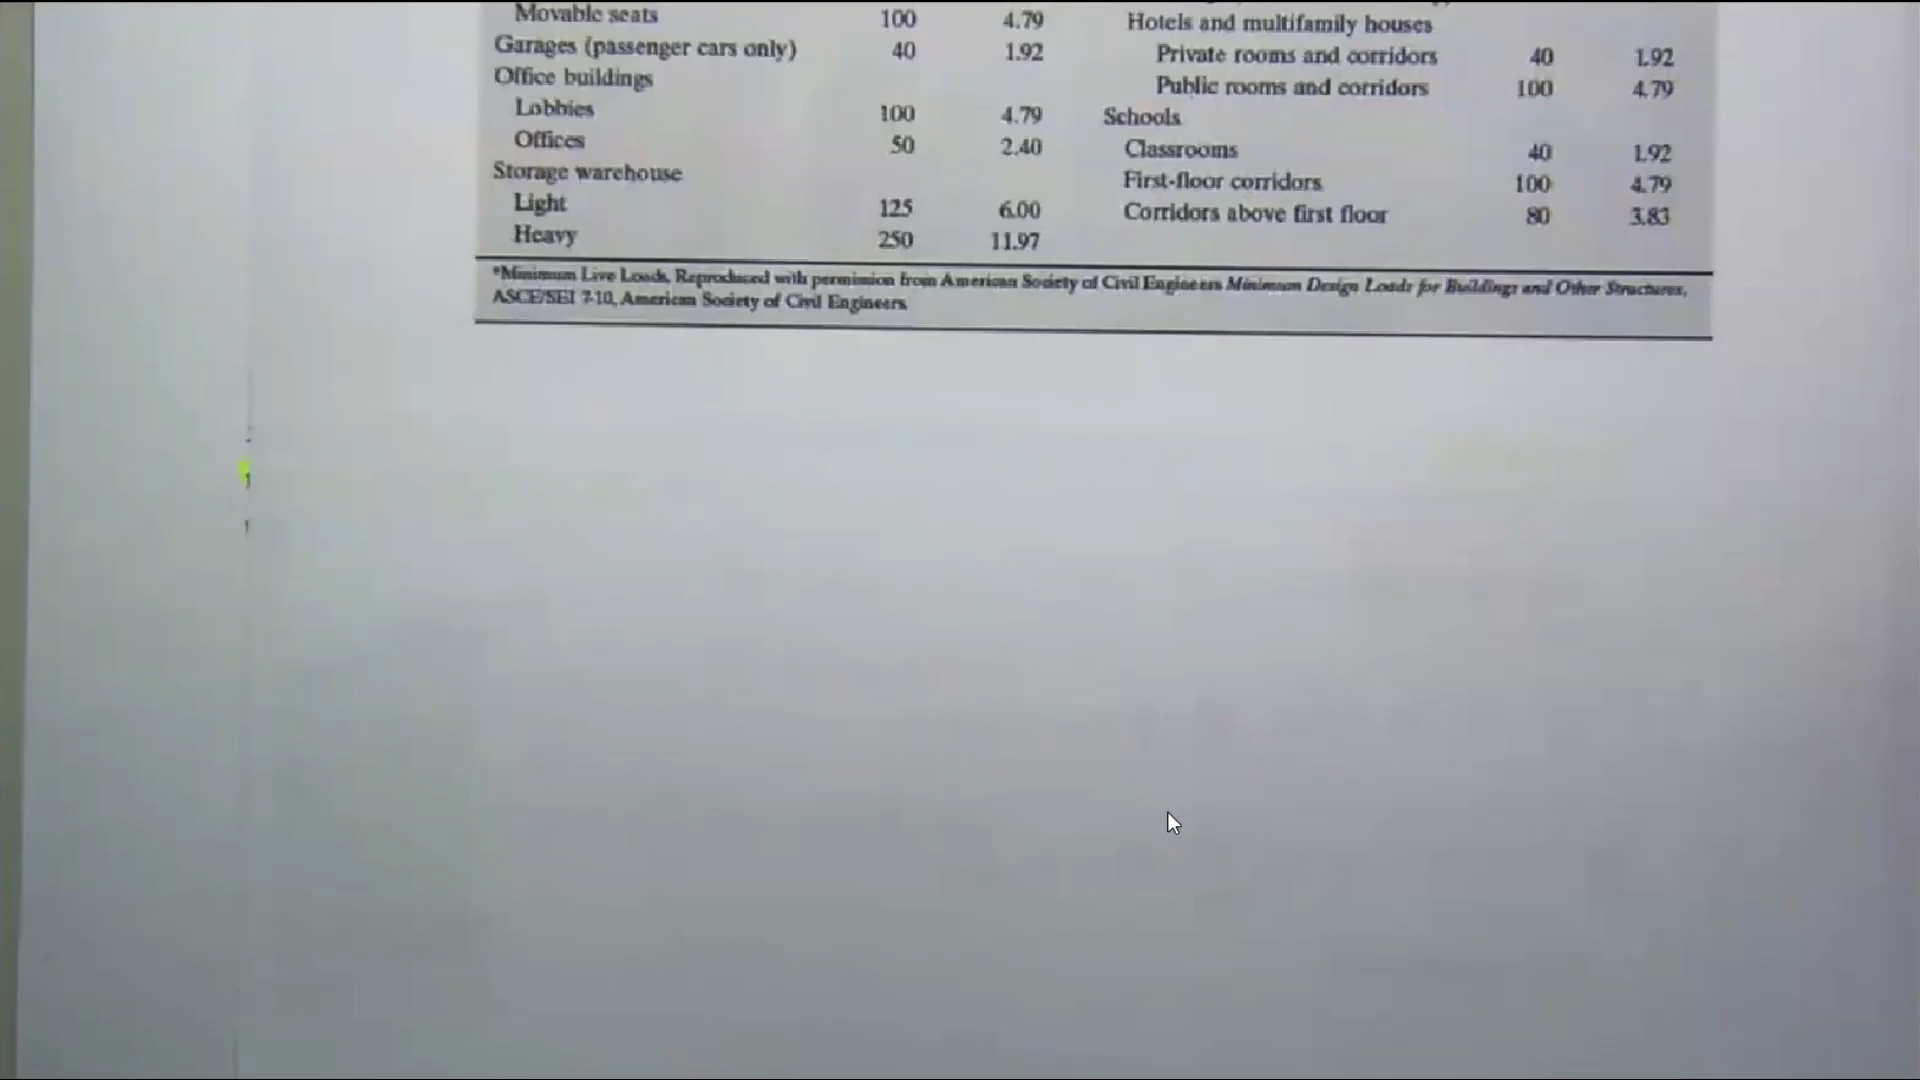 Movable seats 100 4.79
Garages (passenger cars only) 40 1.92
Office buildings
Lobbies 100 4.79
Offices 50 2.40
Storage warehouse
Light 125 6.00
Heavy 250 11.97
Hotels and multifamily houses
Private rooms and corridors 40 1.92
Public rooms and corridors 100 4.79
Schools
Classrooms 40 1.92
First-floor corridors 100 4.79
Corridors above first floor 80 3.83
*Minimum Live Loads, Reproduced with permission from American Society of Civil Engineers Minimum Design Loads for Buildings and Other Structures,
ASCE/SEI 7-10, American Society of Civil Engineers.